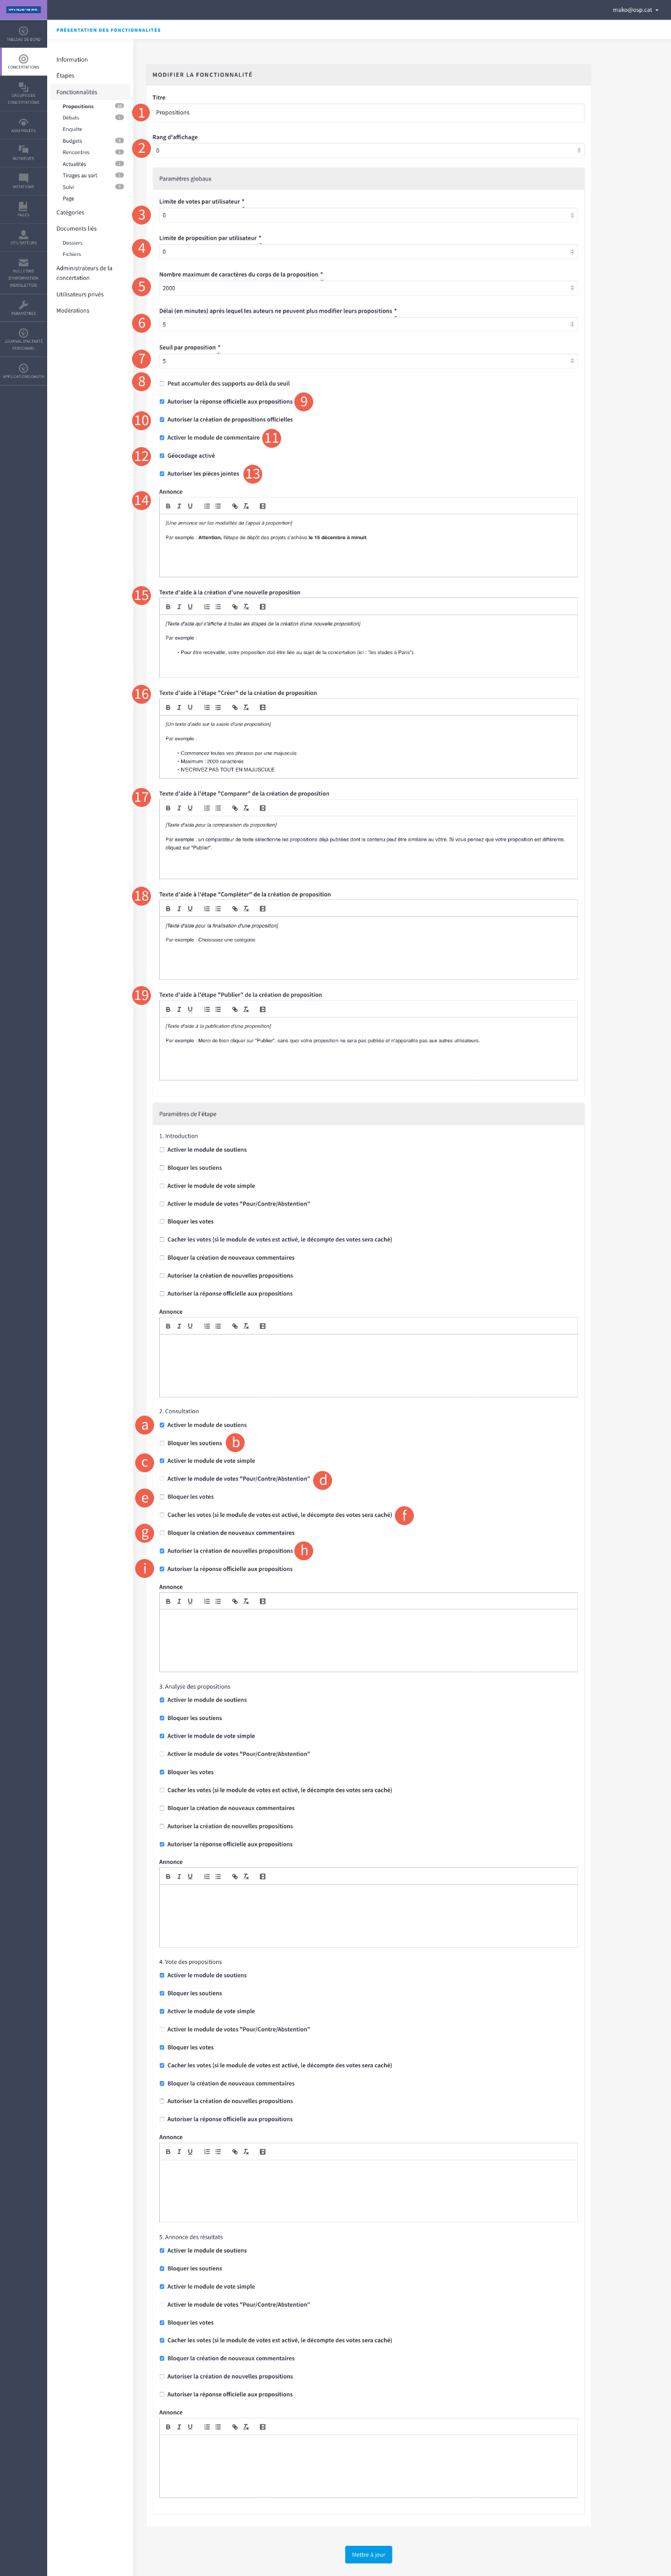 mako@osp.cat
PRÉSENTATION DES FONCTIONNALITÉS
TABLEAU DE BORD
CONCERTATIONS
GROUPES DE
CONCERTATIONS
ASSEMBLÉES
INITIATIVES
VOTATIONS
PAGES
UTILISATEURS
BULLETINS
D'INFORMATION
(NEWSLETTER)
PARAMÈTRES
JOURNAL D'ACTIVITÉ
PERSONNEL
APPLICATIONS OAUTH
Information
Étapes
Fonctionnalités
Propositions
Débats
Enquête
Budgets
Rencontres
Actualités
Tirages au sort
Suivi
Page
Catégories
Documents liés
Dossiers
Fichiers
Administrateurs de la
concertation
Utilisateurs privés
Modérations
MODIFIER LA FONCTIONNALITÉ
Titre
1 Propositions
Rang d'affichage
2 0
Paramètres globaux
Limite de votes par utilisateur *
3 0
Limite de proposition par utilisateur *
4 0
Nombre maximum de caractères du corps de la proposition *
5 2000
Délai (en minutes) après lequel les auteurs ne peuvent plus modifier leurs propositions *
6 5
Seuil par proposition *
7 5
8 Peut accumuler des supports au-delà du seuil
Autoriser la réponse officielle aux propositions 9
10 Autoriser la création de propositions officielles
Activer le module de commentaire 11
12 Géocodage activé
Autoriser les pièces jointes 13
Annonce
14 B I U
[Une annonce sur les modalités de l'appel à proposition]
Par exemple : Attention, l'étape de dépôt des projets s'achève le 15 décembre à minuit.
Texte d'aide à la création d'une nouvelle proposition
15 B I U
[Texte d'aide qui s'affiche à toutes les étapes de la création d'une nouvelle proposition]
Par exemple :
• Pour être recevable, votre proposition doit être liée au sujet de la concertation (ici : "les stades à Paris").
Texte d'aide à l'étape "Créer" de la création de proposition
16 B I U
[Un texte d'aide sur la saisie d'une proposition]
Par exemple :
• Commencez toutes vos phrases par une majuscule
• Maximum : 2000 caractères
• N'ECRIVEZ PAS TOUT EN MAJUSCULE
Texte d'aide à l'étape "Comparer" de la création de proposition
17 B I U
[Texte d'aide pour la comparaison de proposition]
Par exemple : un comparateur de texte sélectionne les propositions déjà publiées dont le contenu peut être similaire au vôtre. Si vous pensez que votre proposition est différente,
cliquez sur "Publier".
Texte d'aide à l'étape "Compléter" de la création de proposition
18 B I U
[Texte d'aide pour la finalisation d'une proposition]
Par exemple : Choisissez une catégorie
Texte d'aide à l'étape "Publier" de la création de proposition
19 B I U
[Texte d'aide à la publication d'une proposition]
Par exemple : Merci de bien cliquer sur "Publier", sans quoi votre proposition ne sera pas publiée et n'apparaîtra pas aux autres utilisateurs.
Paramètres de l'étape
1. Introduction
Activer le module de soutiens
Bloquer les soutiens
Activer le module de vote simple
Activer le module de votes "Pour/Contre/Abstention"
Bloquer les votes
Cacher les votes (si le module de votes est activé, le décompte des votes sera caché)
Bloquer la création de nouveaux commentaires
Autoriser la création de nouvelles propositions
Autoriser la réponse officielle aux propositions
Annonce
B I U
2. Consultation
a Activer le module de soutiens
Bloquer les soutiens b
c Activer le module de vote simple
Activer le module de votes "Pour/Contre/Abstention" d
e Bloquer les votes
Cacher les votes (si le module de votes est activé, le décompte des votes sera caché) f
g Bloquer la création de nouveaux commentaires
Autoriser la création de nouvelles propositions h
i Autoriser la réponse officielle aux propositions
Annonce
B I U
3. Analyse des propositions
Activer le module de soutiens
Bloquer les soutiens
Activer le module de vote simple
Activer le module de votes "Pour/Contre/Abstention"
Bloquer les votes
Cacher les votes (si le module de votes est activé, le décompte des votes sera caché)
Bloquer la création de nouveaux commentaires
Autoriser la création de nouvelles propositions
Autoriser la réponse officielle aux propositions
Annonce
B I U
4. Vote des propositions
Activer le module de soutiens
Bloquer les soutiens
Activer le module de vote simple
Activer le module de votes "Pour/Contre/Abstention"
Bloquer les votes
Cacher les votes (si le module de votes est activé, le décompte des votes sera caché)
Bloquer la création de nouveaux commentaires
Autoriser la création de nouvelles propositions
Autoriser la réponse officielle aux propositions
Annonce
B I U
5. Annonce des résultats
Activer le module de soutiens
Bloquer les soutiens
Activer le module de vote simple
Activer le module de votes "Pour/Contre/Abstention"
Bloquer les votes
Cacher les votes (si le module de votes est activé, le décompte des votes sera caché)
Bloquer la création de nouveaux commentaires
Autoriser la création de nouvelles propositions
Autoriser la réponse officielle aux propositions
Annonce
B I U
Mettre à jour